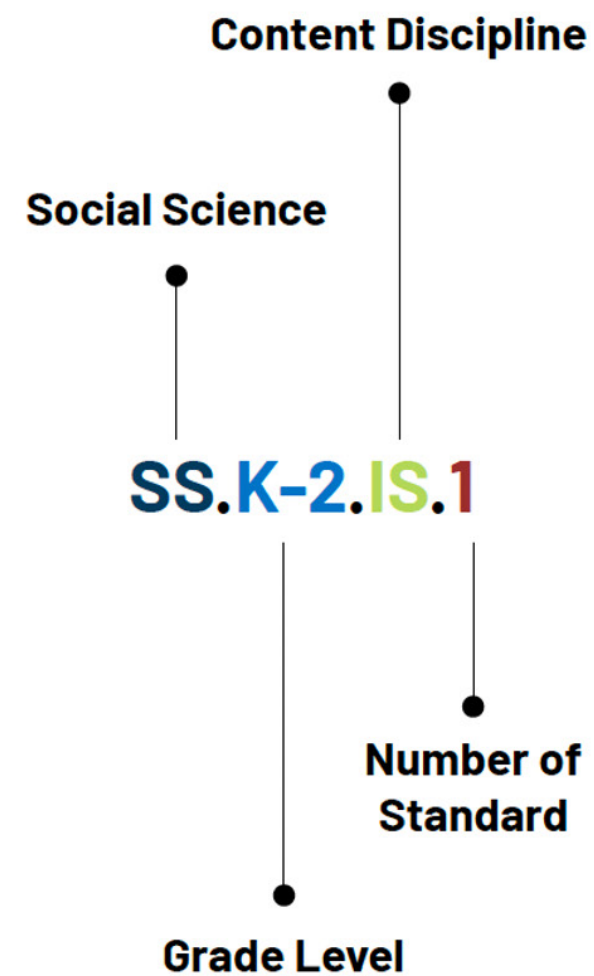 Content Discipline
Social Science
SS.K-2.IS.1
Number of
Standard
Grade Level